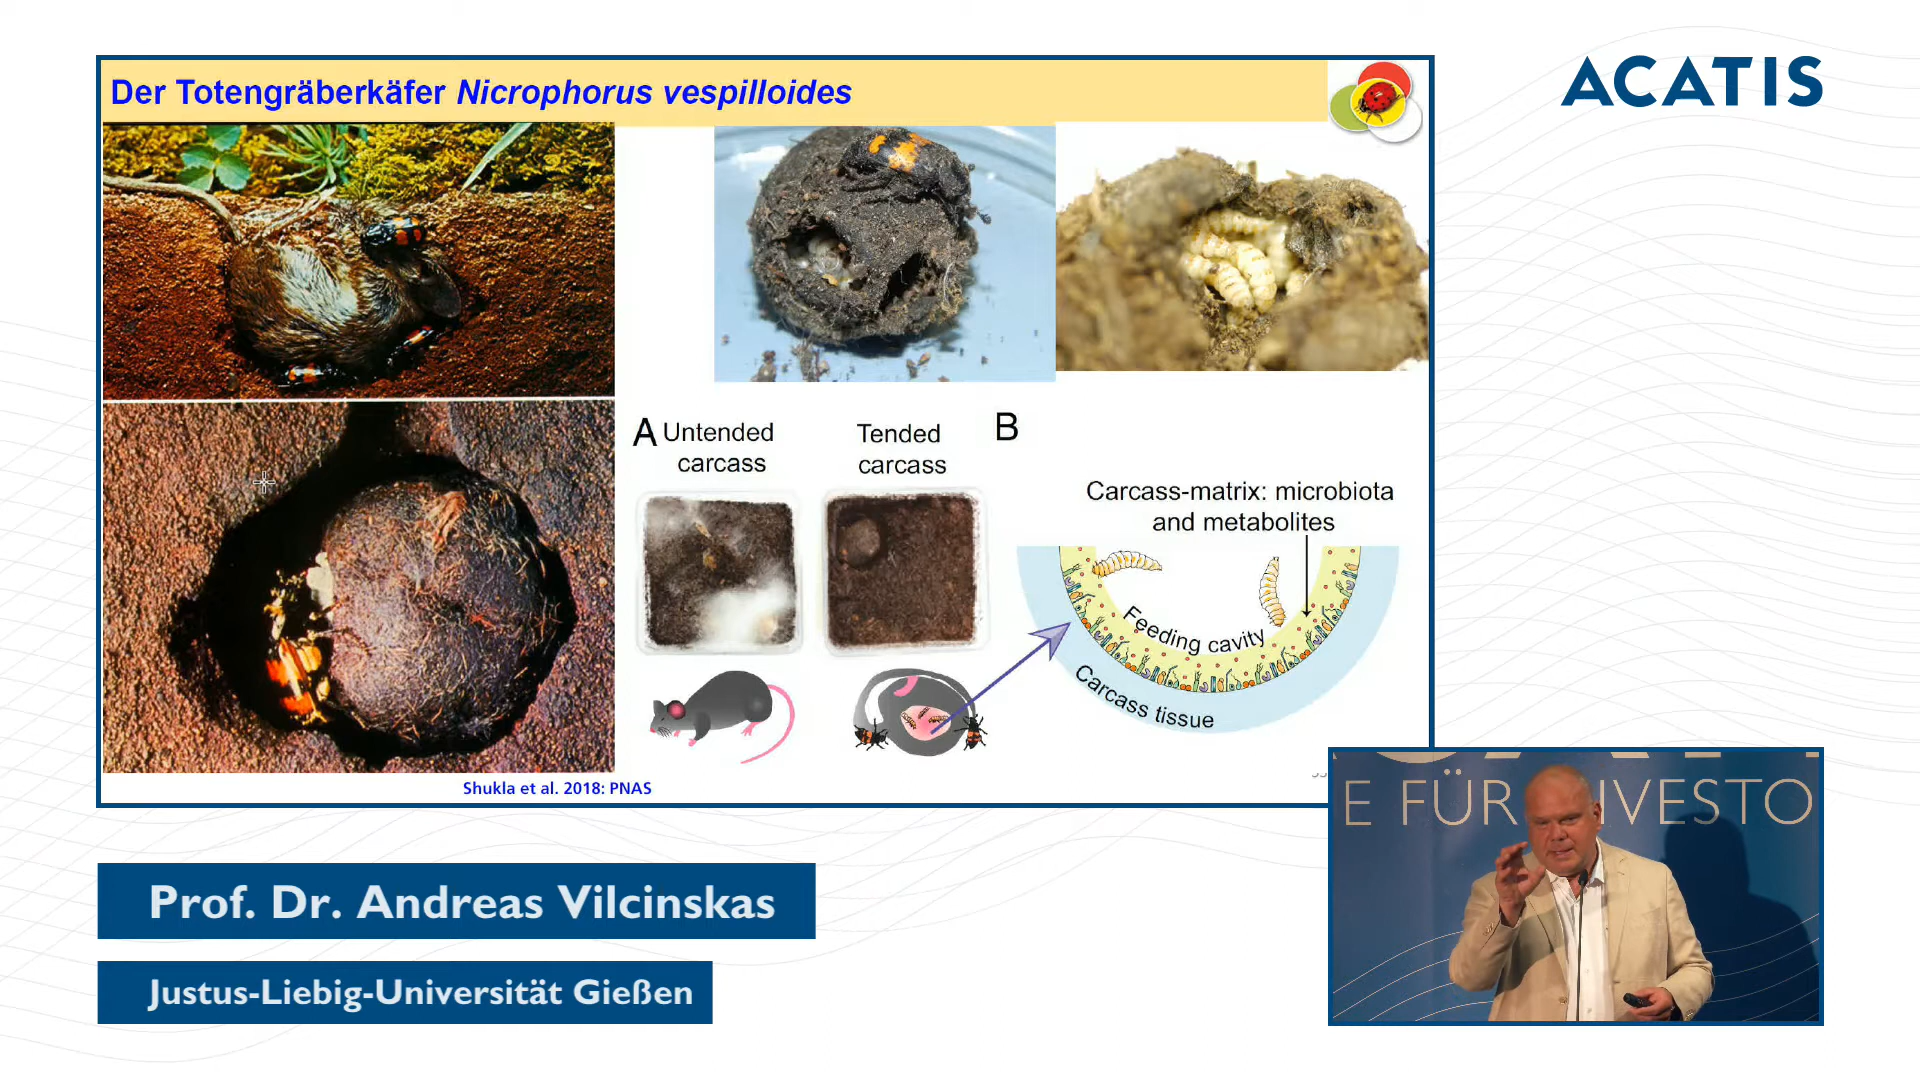 Der Totengräberkäfer Nicrophorus vespilloides
ACATIS
A
Untended
carcass
Tended
carcass
B
Carcass-matrix: microbiota
and metabolites
Feeding cavity
Carcass tissue
Shukla et al. 2018: PNAS
E FÜR
VESTO
Prof. Dr. Andreas Vilcinskas
Justus-Liebig-Universität Gießen